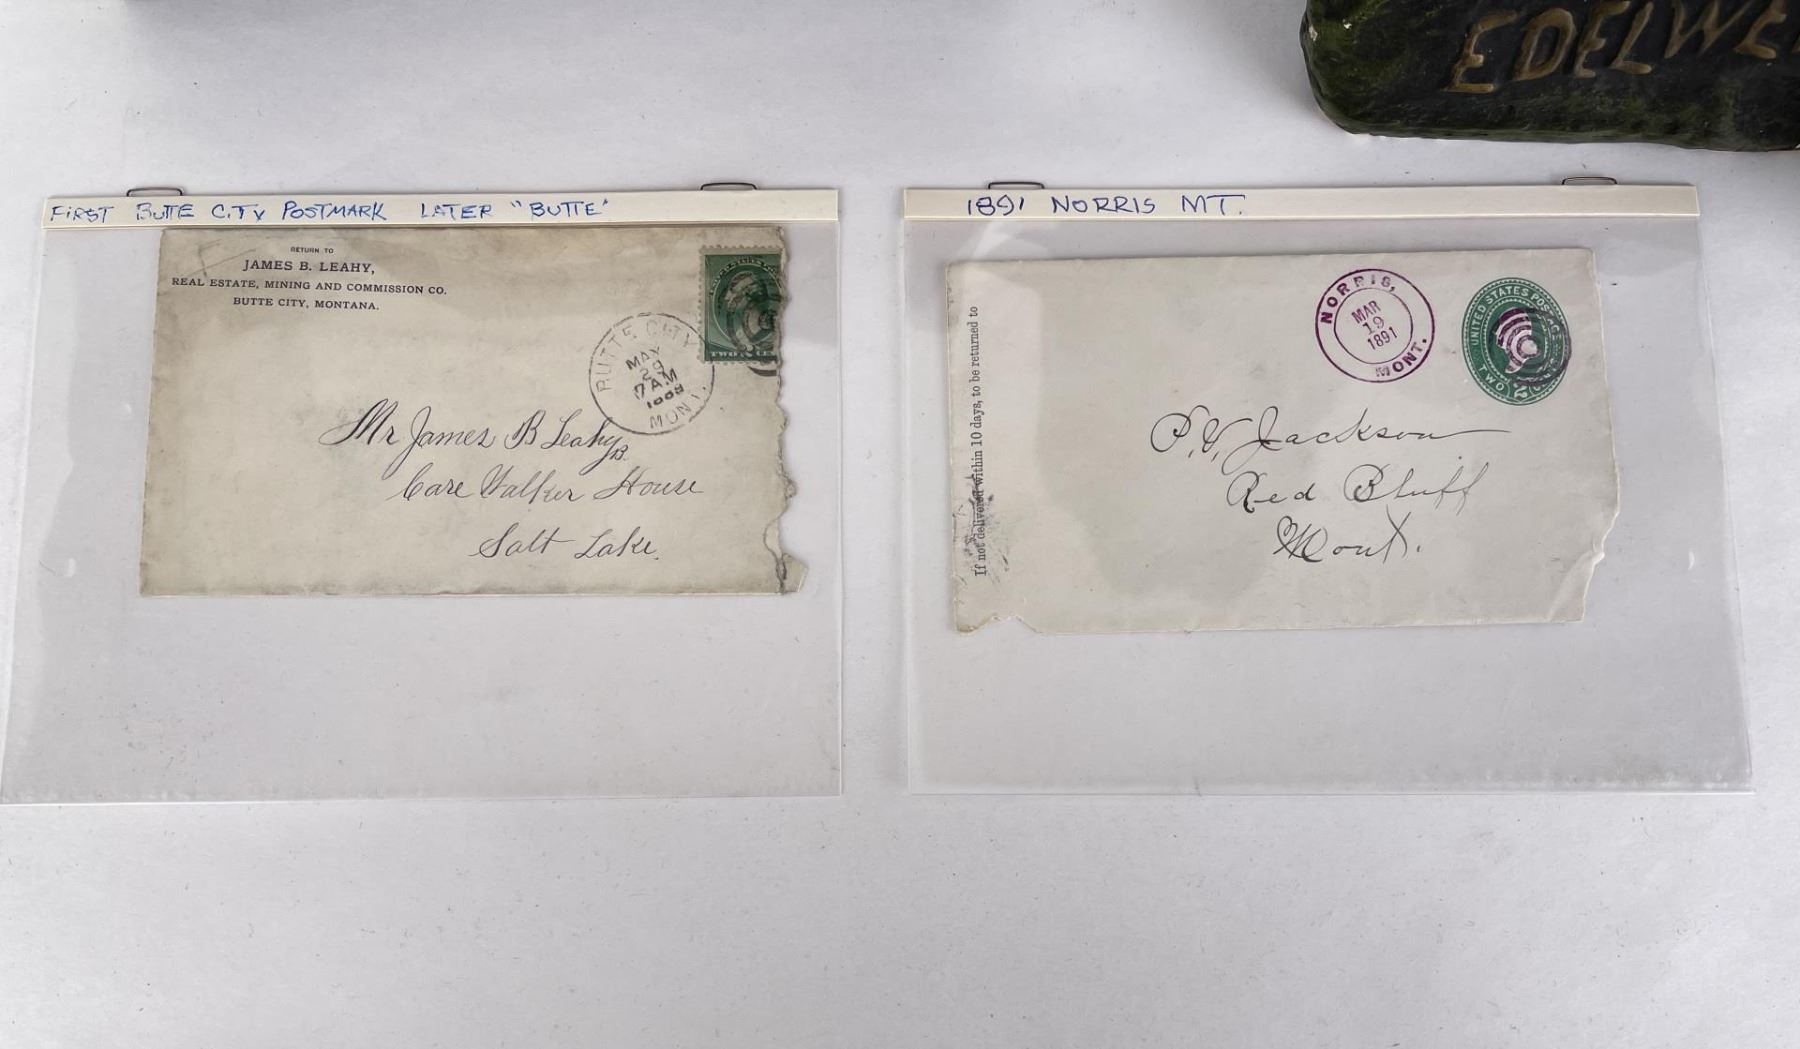 EDELWE
FIRST BUTTE CITY POSTMARK LATER "BUTTE"
RETURN TO
JAMES B. LEAHY,
REAL ESTATE, MINING AND COMMISSION CO.
BUTTE CITY, MONTANA.
BUTTE CITY
MAY
29
7 AM
MONT.
TWO CEN
Mr James B Leahy
Care Walker House
Salt Lake.
1891 NORRIS MT.
NORRIS,
MAR
19
1891
MONT.
UNITED STATES POSTAGE
TWO 2
If not delivered within 10 days, to be returned to
P.V. Jackson
Red Bluff
Mont.